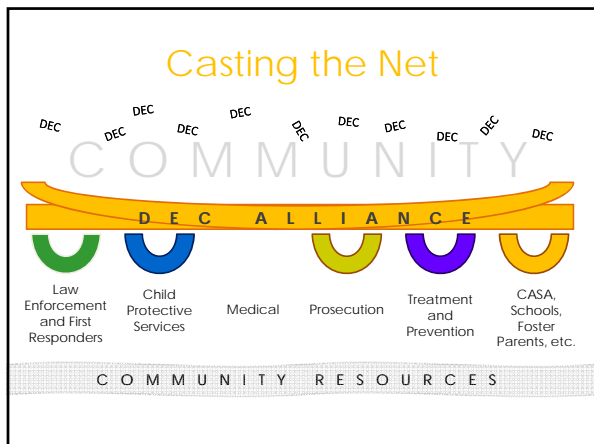 Casting the Net
DEC DEC DEC DEC DEC DEC DEC DEC DEC DEC DEC
COMMUNITY
DEC ALLIANCE
Law
Enforcement
and First
Responders
Child
Protective
Services
Medical
Prosecution
Treatment
and
Prevention
CASA,
Schools,
Foster
Parents, etc.
COMMUNITY RESOURCES